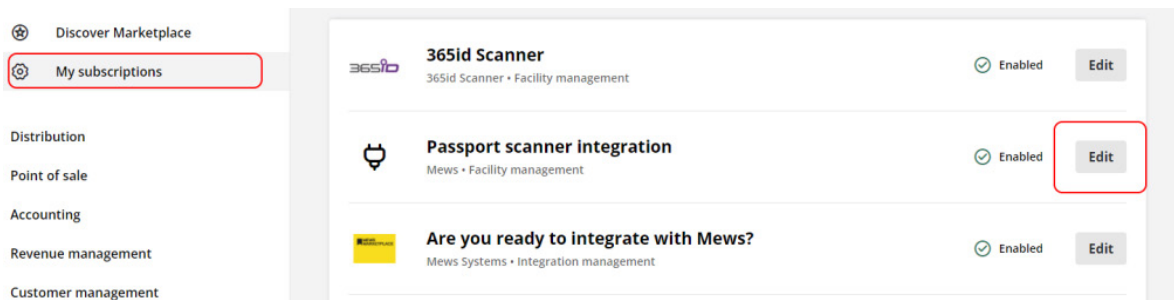 Discover Marketplace
My subscriptions
Distribution
Point of sale
Accounting
Revenue management
Customer management
365id
365id Scanner
365id Scanner • Facility management
Enabled
Edit
Passport scanner integration
Mews • Facility management
Enabled
Edit
Are you ready to integrate with Mews?
Mews Systems • Integration management
Enabled
Edit